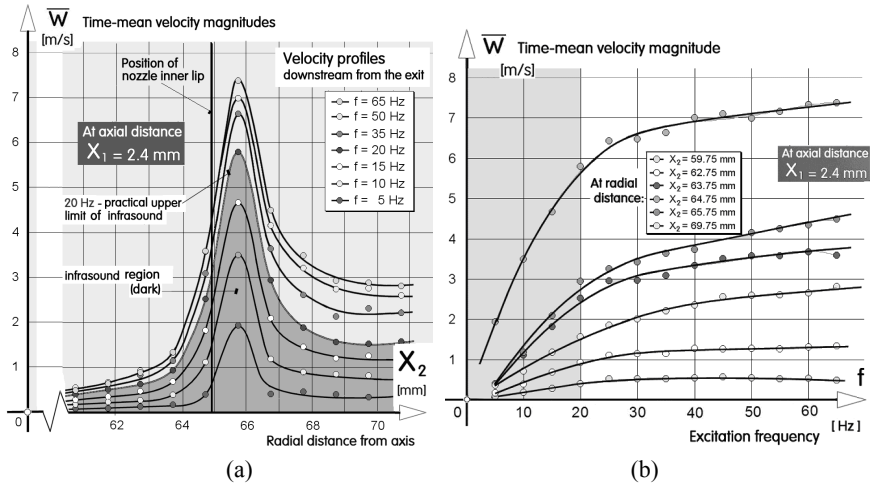 W Time-mean velocity magnitudes
[m/s]
8
7
6
5
4
3
2
1
0
Position of
nozzle inner lip
Velocity profiles
downstream from the exit
f = 65 Hz
f = 50 Hz
f = 35 Hz
f = 20 Hz
f = 15 Hz
f = 10 Hz
f = 5 Hz
At axial distance
X1 = 2.4 mm
20 Hz - practical upper
limit of infrasound
infrasound region
(dark)
X2
[mm]
62
64
66
68
70
Radial distance from axis
(a)
W Time-mean velocity magnitude
[m/s]
8
7
6
5
4
3
2
1
0
At radial
distance:
X2 = 59.75 mm
X2 = 62.75 mm
X2 = 63.75 mm
X2 = 64.75 mm
X2 = 65.75 mm
X2 = 69.75 mm
At axial distance
X1 = 2.4 mm
f
10
20
30
40
50
60
[Hz]
Excitation frequency
(b)